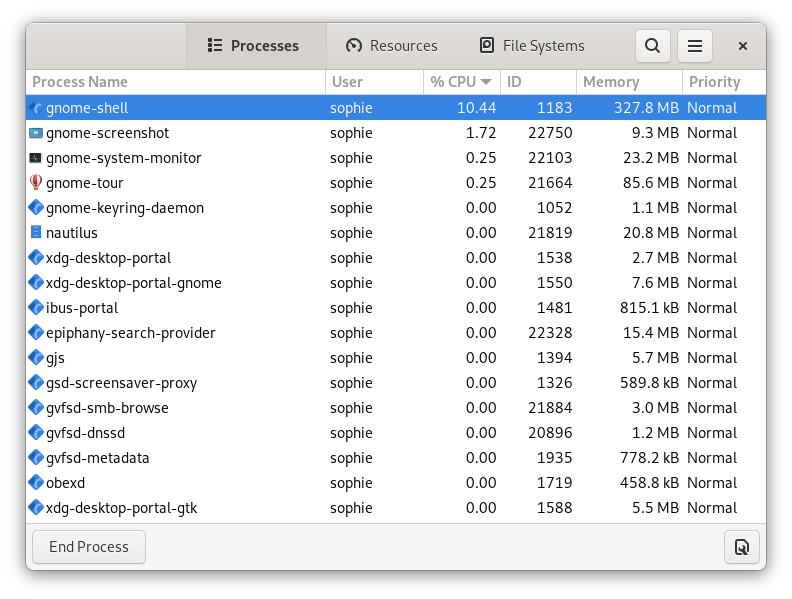 Processes Resources File Systems
Process Name User % CPU ID Memory Priority
gnome-shell sophie 10.44 1183 327.8 MB Normal
gnome-screenshot sophie 1.72 22750 9.3 MB Normal
gnome-system-monitor sophie 0.25 22103 23.2 MB Normal
gnome-tour sophie 0.25 21664 85.6 MB Normal
gnome-keyring-daemon sophie 0.00 1052 1.1 MB Normal
nautilus sophie 0.00 21819 20.8 MB Normal
xdg-desktop-portal sophie 0.00 1538 2.7 MB Normal
xdg-desktop-portal-gnome sophie 0.00 1550 7.6 MB Normal
ibus-portal sophie 0.00 1481 815.1 kB Normal
epiphany-search-provider sophie 0.00 22328 15.4 MB Normal
gjs sophie 0.00 1394 5.7 MB Normal
gsd-screensaver-proxy sophie 0.00 1326 589.8 kB Normal
gvfsd-smb-browse sophie 0.00 21884 3.0 MB Normal
gvfsd-dnssd sophie 0.00 20896 1.2 MB Normal
gvfsd-metadata sophie 0.00 1935 778.2 kB Normal
obexd sophie 0.00 1719 458.8 kB Normal
xdg-desktop-portal-gtk sophie 0.00 1588 5.5 MB Normal
End Process